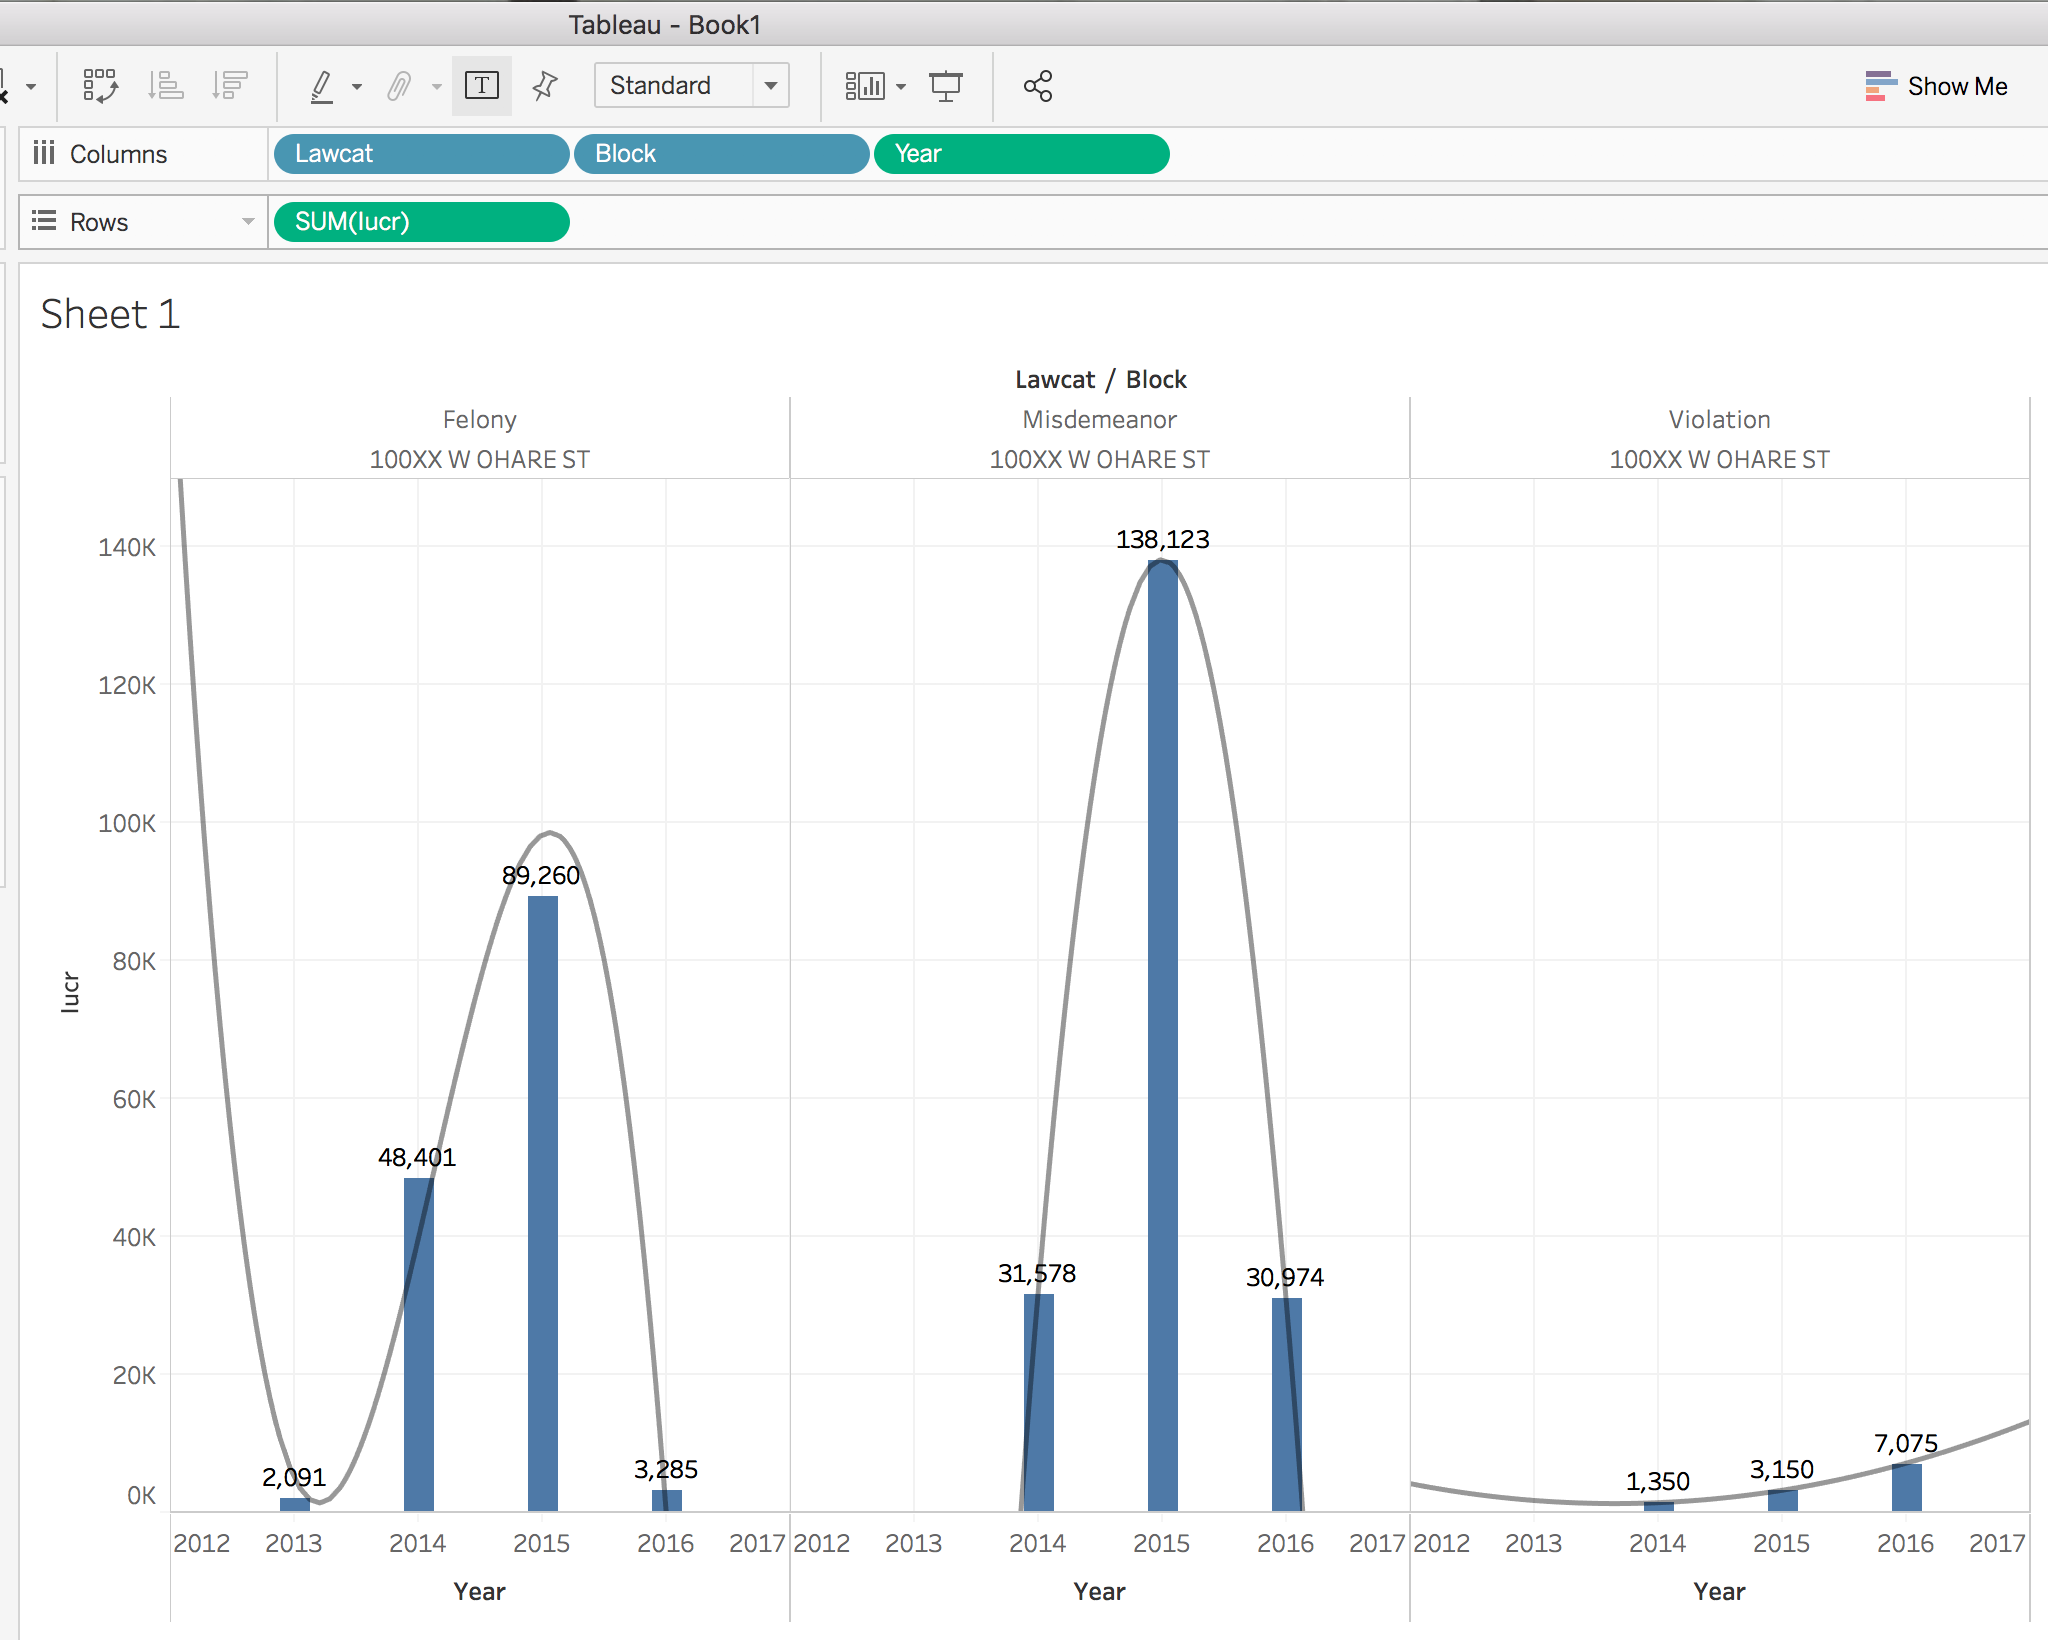 Tableau - Book1
T Standard Show Me
Columns Lawcat Block Year
Rows SUM(Iucr)
Sheet 1
Lawcat / Block
Felony Misdemeanor Violation
100XX W OHARE ST 100XX W OHARE ST 100XX W OHARE ST
138,123
140K
120K
100K
89,260
80K
Iucr
60K
48,401
40K
31,578 30,974
20K
7,075
2,091 3,285 1,350 3,150
0K
2012 2013 2014 2015 2016 2017 2012 2013 2014 2015 2016 2017 2012 2013 2014 2015 2016 2017
Year Year Year